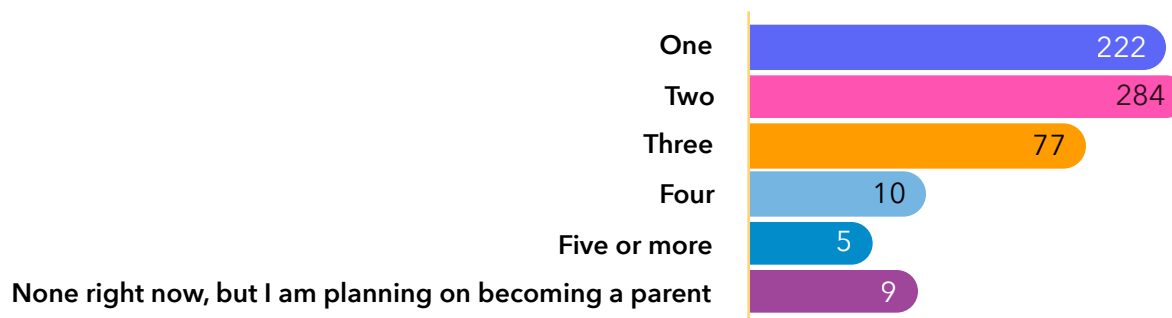 One 222
Two 284
Three 77
Four 10
Five or more 5
None right now, but I am planning on becoming a parent 9